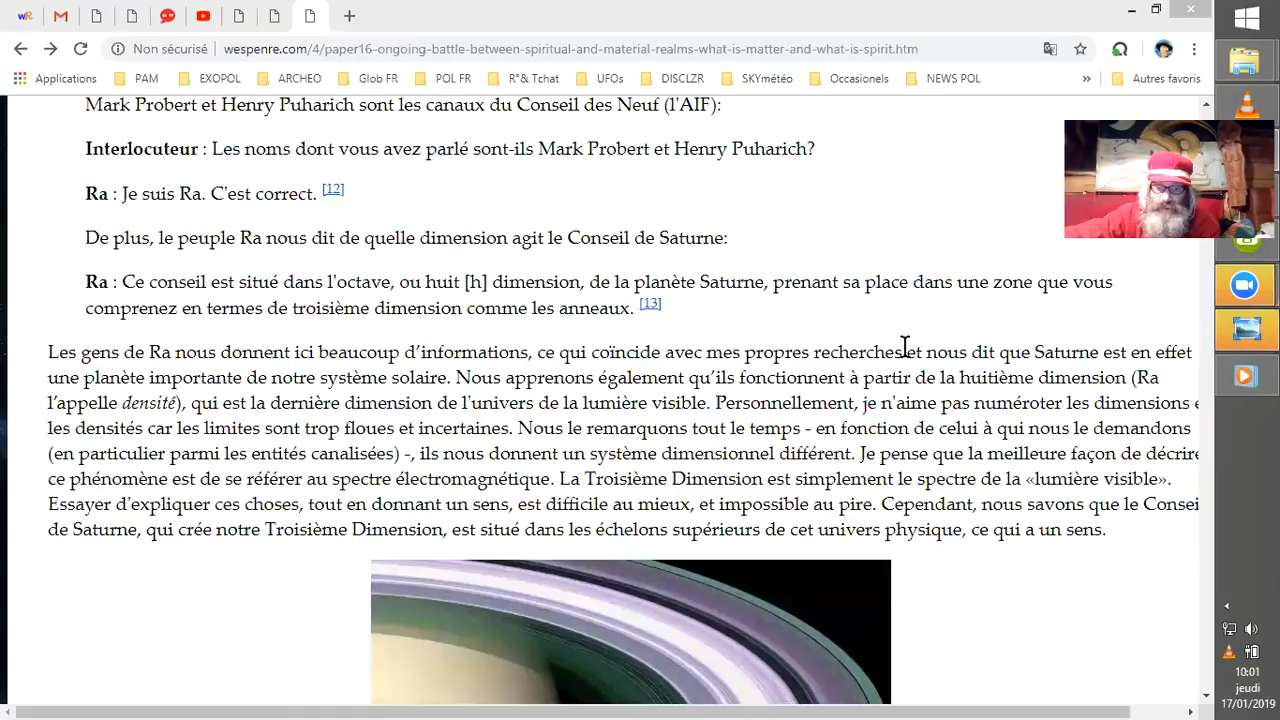 Non sécurisé wespenre.com/4/paper16-ongoing-battle-between-spiritual-and-material-realms-what-is-matter-and-what-is-spirit.htm
Applications PAM EXOPOL ARCHEO Glob FR POL FR R°& Tchat UFOs DISCLZR SKYmétéo Occasionels NEWS POL » Autres favoris
Mark Probert et Henry Puharich sont les canaux du Conseil des Neuf (l'AIF):
Interlocuteur : Les noms dont vous avez parlé sont-ils Mark Probert et Henry Puharich?
Ra : Je suis Ra. C'est correct. [12]
De plus, le peuple Ra nous dit de quelle dimension agit le Conseil de Saturne:
Ra : Ce conseil est situé dans l'octave, ou huit [h] dimension, de la planète Saturne, prenant sa place dans une zone que vous
comprenez en termes de troisième dimension comme les anneaux. [13]
Les gens de Ra nous donnent ici beaucoup d’informations, ce qui coïncide avec mes propres recherches et nous dit que Saturne est en effet
une planète importante de notre système solaire. Nous apprenons également qu’ils fonctionnent à partir de la huitième dimension (Ra
l’appelle densité), qui est la dernière dimension de l'univers de la lumière visible. Personnellement, je n'aime pas numéroter les dimensions e
les densités car les limites sont trop floues et incertaines. Nous le remarquons tout le temps - en fonction de celui à qui nous le demandons
(en particulier parmi les entités canalisées) -, ils nous donnent un système dimensionnel différent. Je pense que la meilleure façon de décrire
ce phénomène est de se référer au spectre électromagnétique. La Troisième Dimension est simplement le spectre de la «lumière visible».
Essayer d'expliquer ces choses, tout en donnant un sens, est difficile au mieux, et impossible au pire. Cependant, nous savons que le Consei
de Saturne, qui crée notre Troisième Dimension, est situé dans les échelons supérieurs de cet univers physique, ce qui a un sens.
10:01
jeudi
17/01/2019